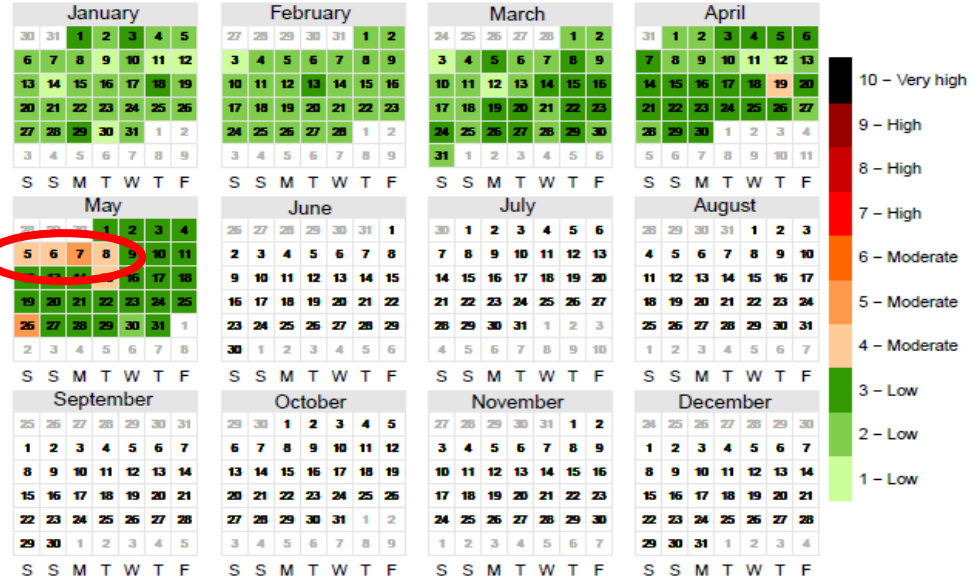 January
30 31 1 2 3 4 5
6 7 8 9 10 11 12
13 14 15 16 17 18 19
20 21 22 23 24 25 26
27 28 29 30 31 1 2
3 4 5 6 7 8 9
S S M T W T F
February
27 28 29 30 31 1 2
3 4 5 6 7 8 9
10 11 12 13 14 15 16
17 18 19 20 21 22 23
24 25 26 27 28 1 2
3 4 5 6 7 8 9
S S M T W T F
March
24 25 26 27 28 1 2
3 4 5 6 7 8 9
10 11 12 13 14 15 16
17 18 19 20 21 22 23
24 25 26 27 28 29 30
31 1 2 3 4 5 6
S S M T W T F
April
31 1 2 3 4 5 6
7 8 9 10 11 12 13
14 15 16 17 18 19 20
21 22 23 24 25 26 27
28 29 30 1 2 3 4
5 6 7 8 9 10 11
S S M T W T F
May
28 29 30 1 2 3 4
5 6 7 8 9 10 11
12 13 14 15 16 17 18
19 20 21 22 23 24 25
26 27 28 29 30 31 1
2 3 4 5 6 7 8
S S M T W T F
June
26 27 28 29 30 31 1
2 3 4 5 6 7 8
9 10 11 12 13 14 15
16 17 18 19 20 21 22
23 24 25 26 27 28 29
30 1 2 3 4 5 6
S S M T W T F
July
30 1 2 3 4 5 6
7 8 9 10 11 12 13
14 15 16 17 18 19 20
21 22 23 24 25 26 27
28 29 30 31 1 2 3
4 5 6 7 8 9 10
S S M T W T F
August
28 29 30 31 1 2 3
4 5 6 7 8 9 10
11 12 13 14 15 16 17
18 19 20 21 22 23 24
25 26 27 28 29 30 31
1 2 3 4 5 6 7
S S M T W T F
September
25 26 27 28 29 30 31
1 2 3 4 5 6 7
8 9 10 11 12 13 14
15 16 17 18 19 20 21
22 23 24 25 26 27 28
29 30 1 2 3 4 5
S S M T W T F
October
29 30 1 2 3 4 5
6 7 8 9 10 11 12
13 14 15 16 17 18 19
20 21 22 23 24 25 26
27 28 29 30 31 1 2
3 4 5 6 7 8 9
S S M T W T F
November
27 28 29 30 31 1 2
3 4 5 6 7 8 9
10 11 12 13 14 15 16
17 18 19 20 21 22 23
24 25 26 27 28 29 30
1 2 3 4 5 6 7
S S M T W T F
December
24 25 26 27 28 29 30
1 2 3 4 5 6 7
8 9 10 11 12 13 14
15 16 17 18 19 20 21
22 23 24 25 26 27 28
29 30 31 1 2 3 4
S S M T W T F
10 – Very high
9 – High
8 – High
7 – High
6 – Moderate
5 – Moderate
4 – Moderate
3 – Low
2 – Low
1 – Low